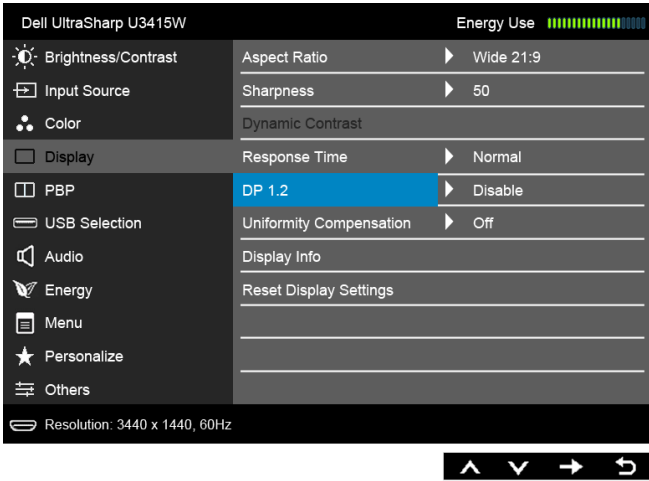 Dell UltraSharp U3415W Energy Use
Brightness/Contrast Aspect Ratio Wide 21:9
Input Source Sharpness 50
Color Dynamic Contrast
Display Response Time Normal
PBP DP 1.2 Disable
USB Selection Uniformity Compensation Off
Audio Display Info
Energy Reset Display Settings
Menu
Personalize
Others
Resolution: 3440 x 1440, 60Hz